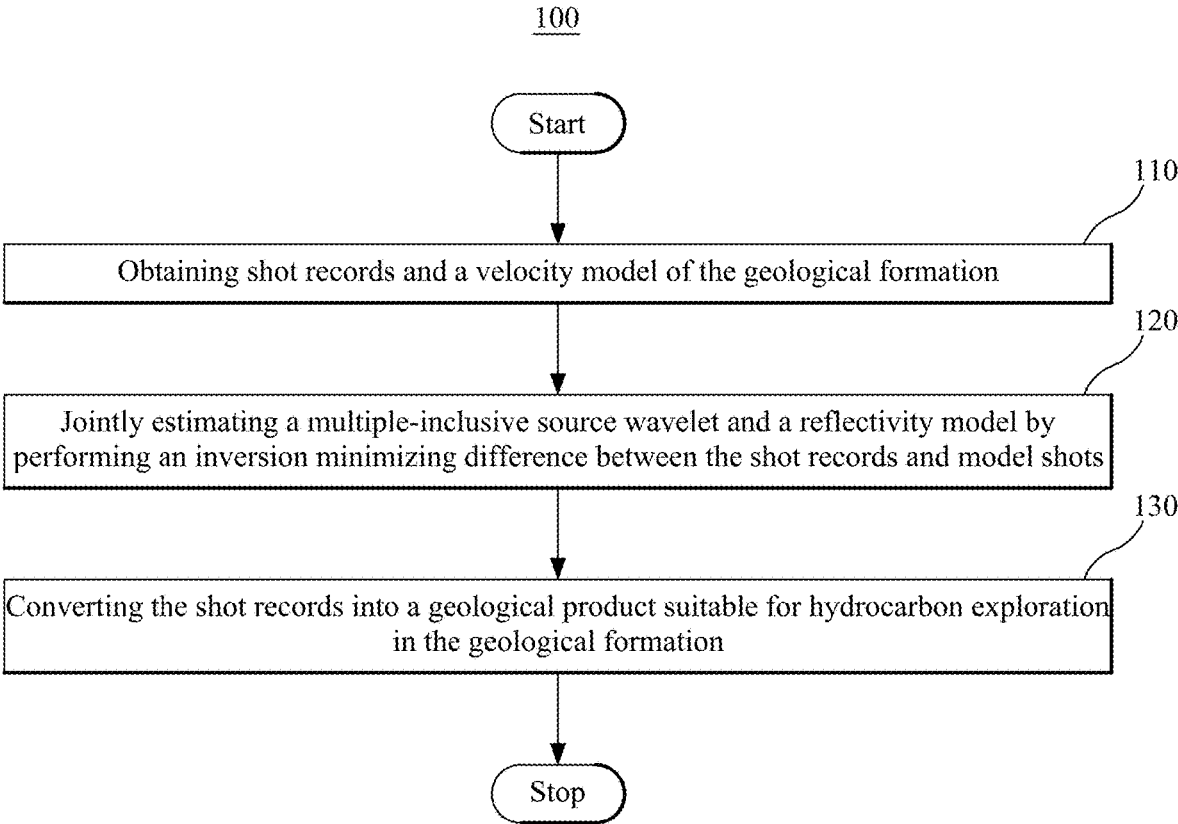 100
Start
110
Obtaining shot records and a velocity model of the geological formation
120
Jointly estimating a multiple-inclusive source wavelet and a reflectivity model by
performing an inversion minimizing difference between the shot records and model shots
130
Converting the shot records into a geological product suitable for hydrocarbon exploration
in the geological formation
Stop